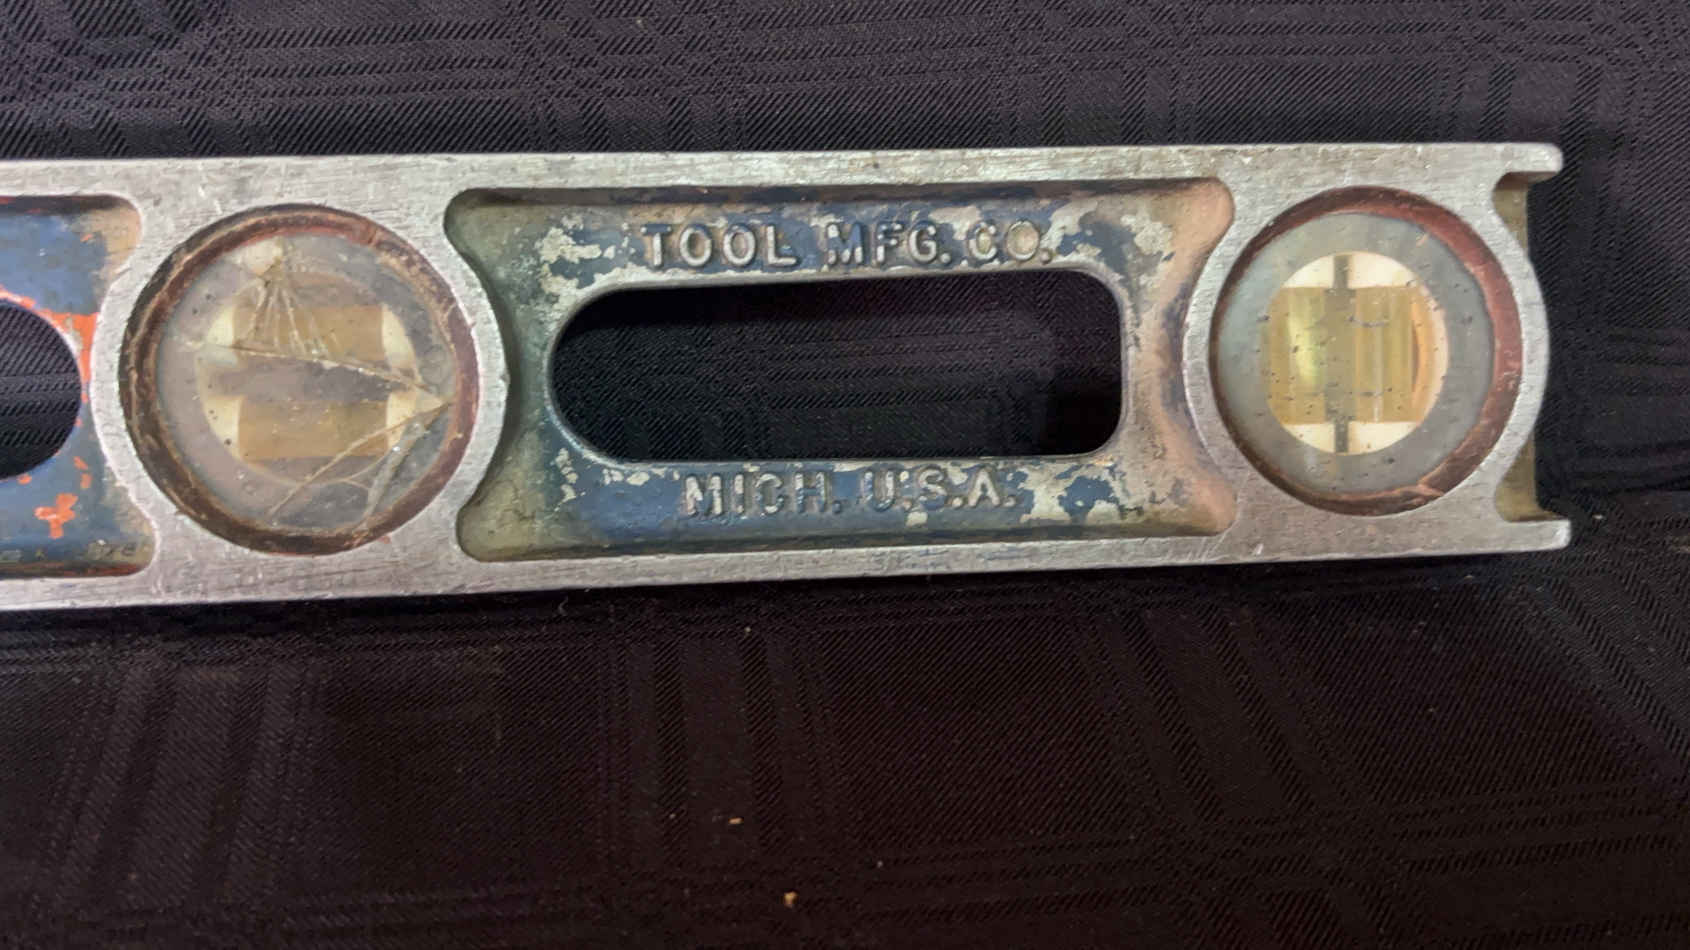 TOOL MFG. CO.
MICH. U.S.A.